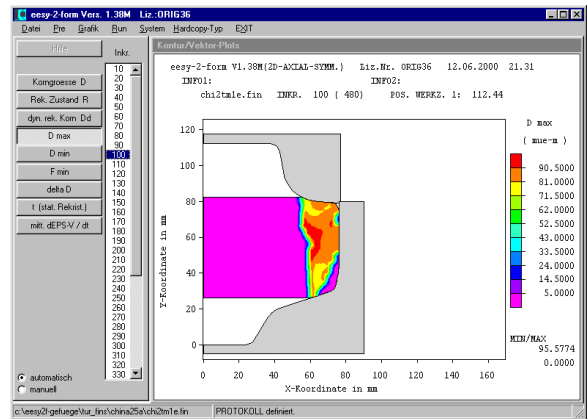 eesy-2-form Vers. 1.38M Liz.:ORIG36
Datei Pre Grafik Run System Hardcopy-Typ EXIT
Hilfe
Korngroesse D
Rek. Zustand R
dyn. rek. Korn Dd
D max
D min
F min
delta D
t (stat. Rekrist.)
mitt. dEPS-V / dt
automatisch
manuell
Inkr.
10
20
30
40
50
60
70
80
90
100
110
120
130
140
150
160
170
180
190
200
210
220
230
240
250
260
270
280
290
300
310
320
330
Kontur/Vektor-Plots
eesy-2-form V1.38M(2D-AXIAL-SYMM.) Liz.Nr. ORIG36 12.06.2000 21.31
INFO1: INFO2:
chi2tm1e.fin INKR. 100 ( 480) POS. WERKZ. 1: 112.44
Y-Koordinate in mm
120
100
80
60
40
20
0
0 20 40 60 80 100 120 140 160
X-Koordinate in mm
D max
( mue-m )
90.5000
81.0000
71.5000
62.0000
52.5000
43.0000
33.5000
24.0000
14.5000
5.0000
MIN/MAX
95.5774
0.0000
c:\eesy2f-gefuege\tur_fins\china25a\chi2tm1e.fin PROTOKOLL definiert.